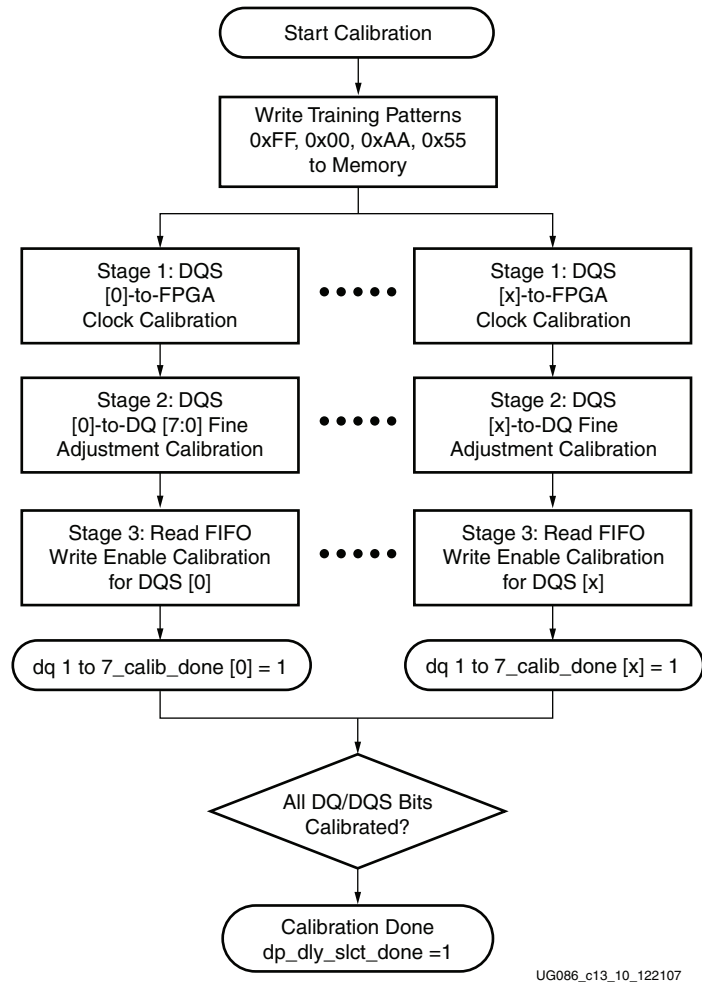 Start Calibration
Write Training Patterns
0xFF, 0x00, 0xAA, 0x55
to Memory
Stage 1: DQS
[0]-to-FPGA
Clock Calibration
Stage 1: DQS
[x]-to-FPGA
Clock Calibration
Stage 2: DQS
[0]-to-DQ [7:0] Fine
Adjustment Calibration
Stage 2: DQS
[x]-to-DQ Fine
Adjustment Calibration
Stage 3: Read FIFO
Write Enable Calibration
for DQS [0]
Stage 3: Read FIFO
Write Enable Calibration
for DQS [x]
dq 1 to 7_calib_done [0] = 1
dq 1 to 7_calib_done [x] = 1
All DQ/DQS Bits
Calibrated?
Calibration Done
dp_dly_slct_done =1
UG086_c13_10_122107